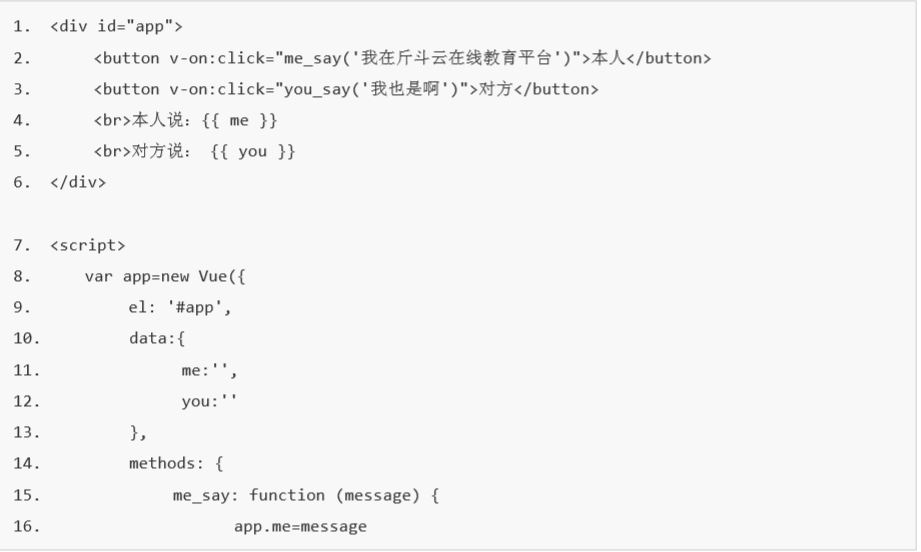 1. <div id="app">
2. <button v-on:click="me_say('我在斤斗云在线教育平台')">本人</button>
3. <button v-on:click="you_say('我也是啊')">对方</button>
4. <br>本人说：{{ me }}
5. <br>对方说： {{ you }}
6. </div>
7. <script>
8. var app=new Vue({
9. el: '#app',
10. data:{
11. me:'',
12. you:''
13. },
14. methods: {
15. me_say: function (message) {
16. app.me=message